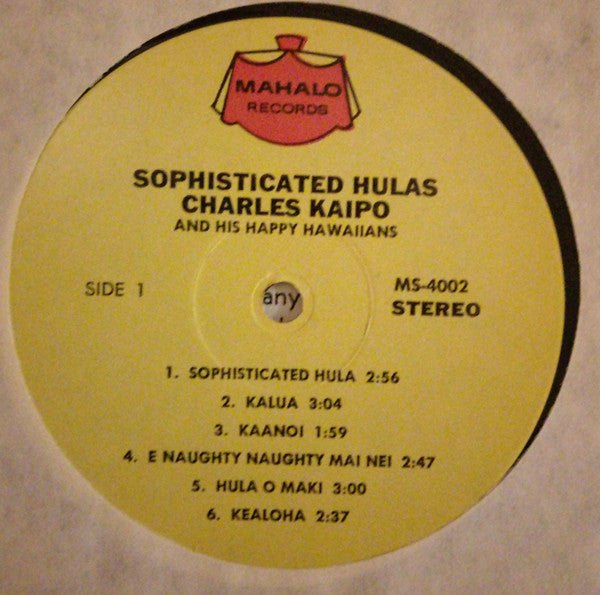 MAHALO
RECORDS
SOPHISTICATED HULAS
CHARLES KAIPO
AND HIS HAPPY HAWAIIANS
SIDE 1
MS-4002
STEREO
any
1. SOPHISTICATED HULA 2:56
2. KALUA 3:04
3. KAANOI 1:59
4. E NAUGHTY NAUGHTY MAI NEI 2:47
5. HULA O MAKI 3:00
6. KEALOHA 2:37